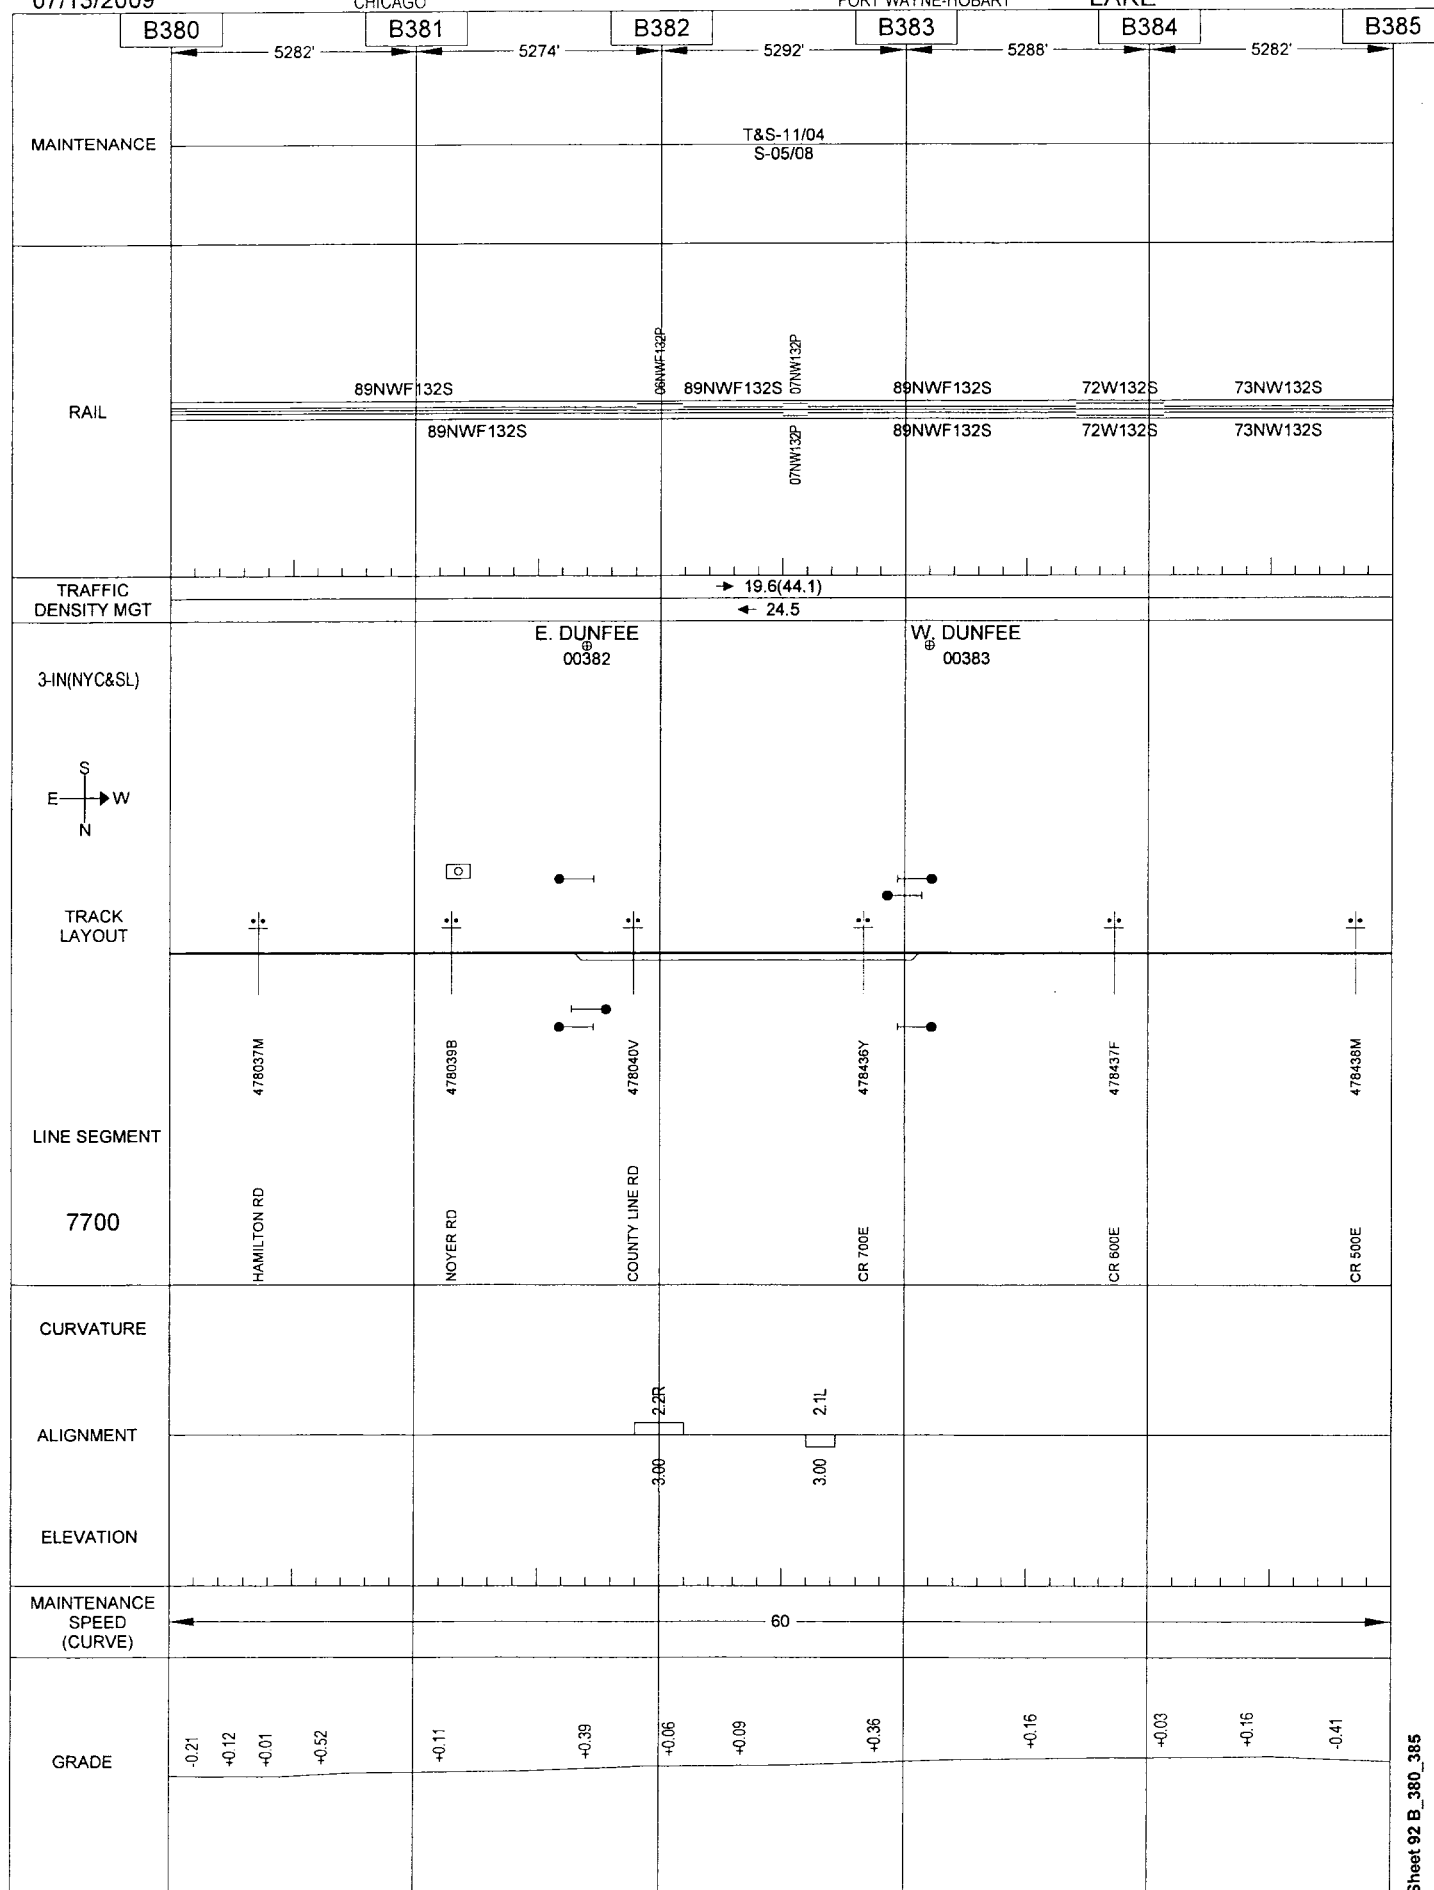 07/13/2009 CHICAGO FORT WAYNE-HOBART LAKE
B380 B381 B382 B383 B384 B385
5282' 5274' 5292' 5288' 5282'
MAINTENANCE
T&S-11/04
S-05/08
RAIL
06NWF132P 07NW132P
89NWF132S 89NWF132S 89NWF132S 72W132S 73NW132S
89NWF132S 89NWF132S 72W132S 73NW132S
07NW132P
TRAFFIC
DENSITY MGT
→ 19.6(44.1)
← 24.5
E. DUNFEE
00382
W. DUNFEE
00383
3-IN(NYC&SL)
S
E W
N
TRACK
LAYOUT
478037M 478039B 478040V 478436Y 478437F 478438M
LINE SEGMENT
7700
HAMILTON RD NOYER RD COUNTY LINE RD CR 700E CR 600E CR 500E
CURVATURE
2.2R 2.1L
ALIGNMENT
3.00 3.00
ELEVATION
MAINTENANCE
SPEED
(CURVE)
60
GRADE
-0.21 +0.12 +0.01 +0.52 +0.11 +0.39 +0.06 +0.09 +0.36 +0.16 +0.03 +0.16 -0.41
Sheet 92 B_380_385